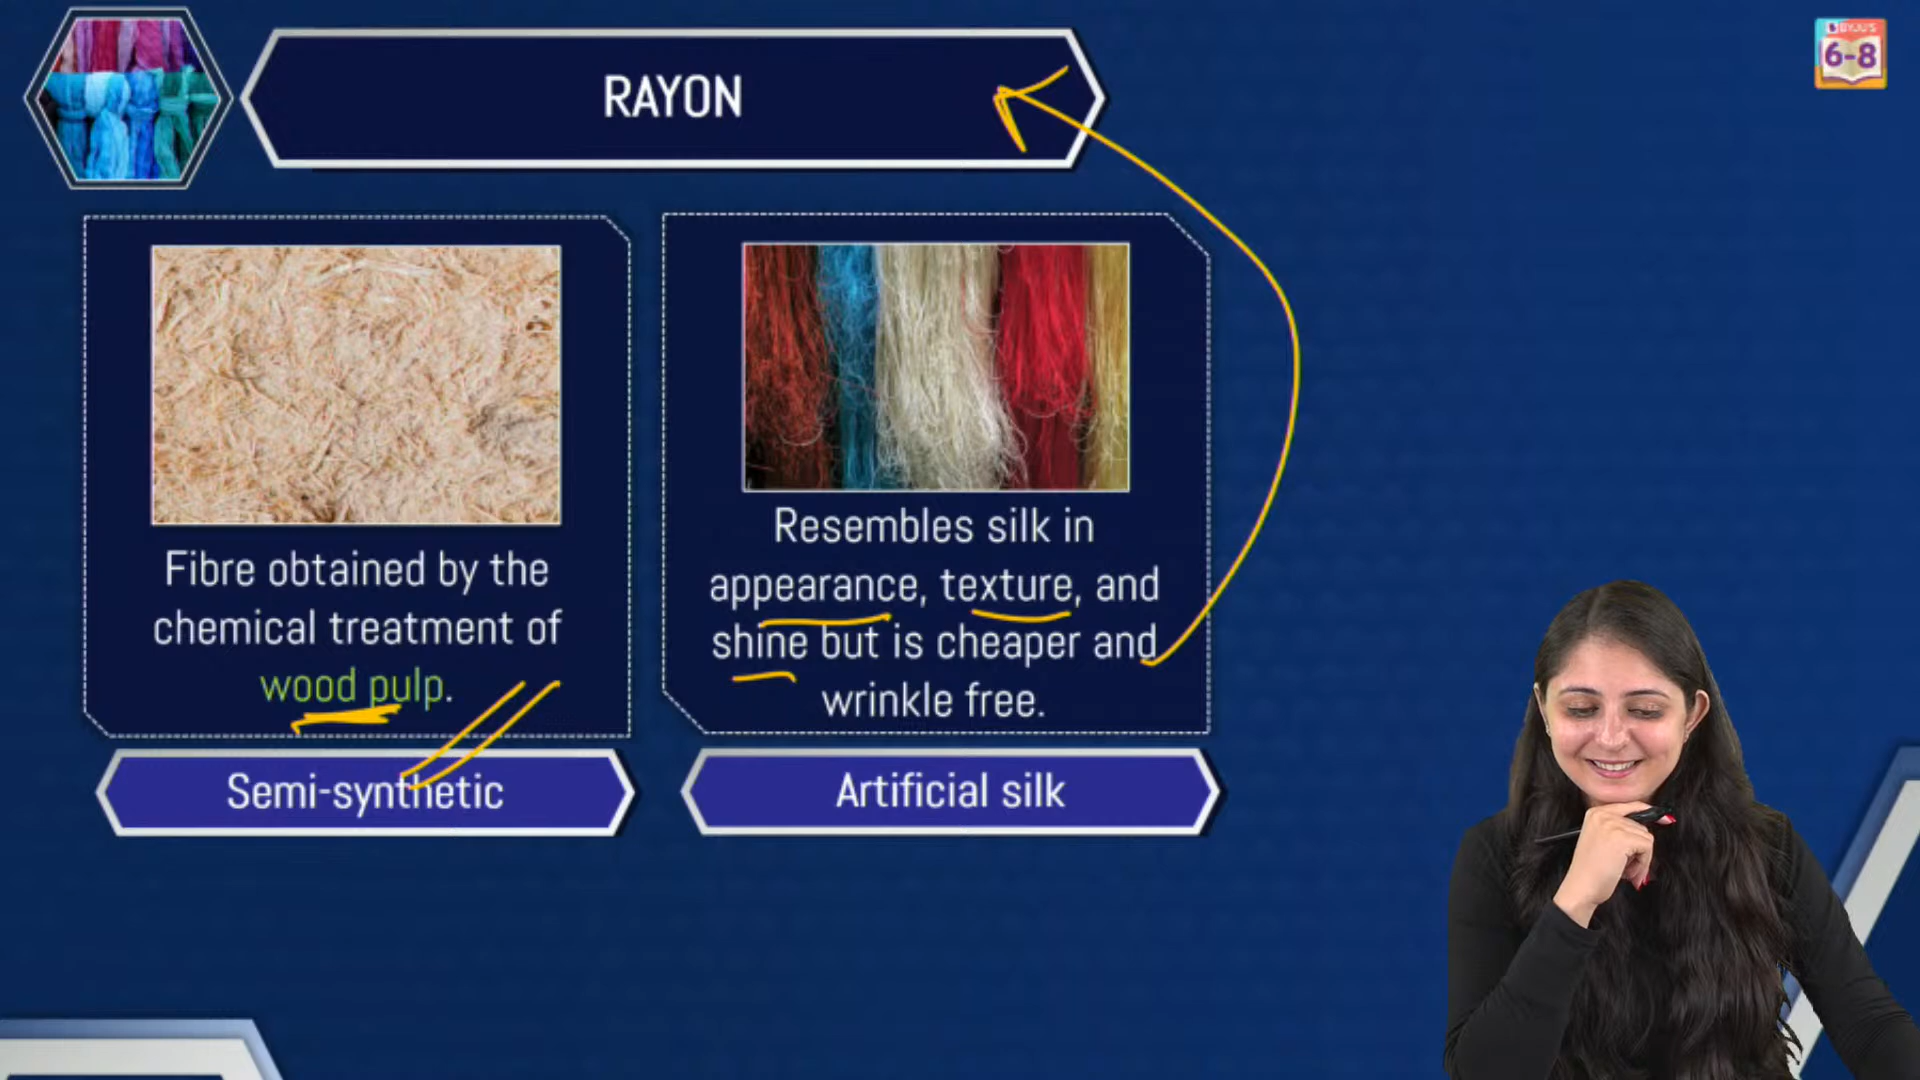 RAYON
BYJU'S
6-8
Fibre obtained by the
chemical treatment of
wood pulp.
Semi-synthetic
Resembles silk in
appearance, texture, and
shine but is cheaper and
wrinkle free.
Artificial silk